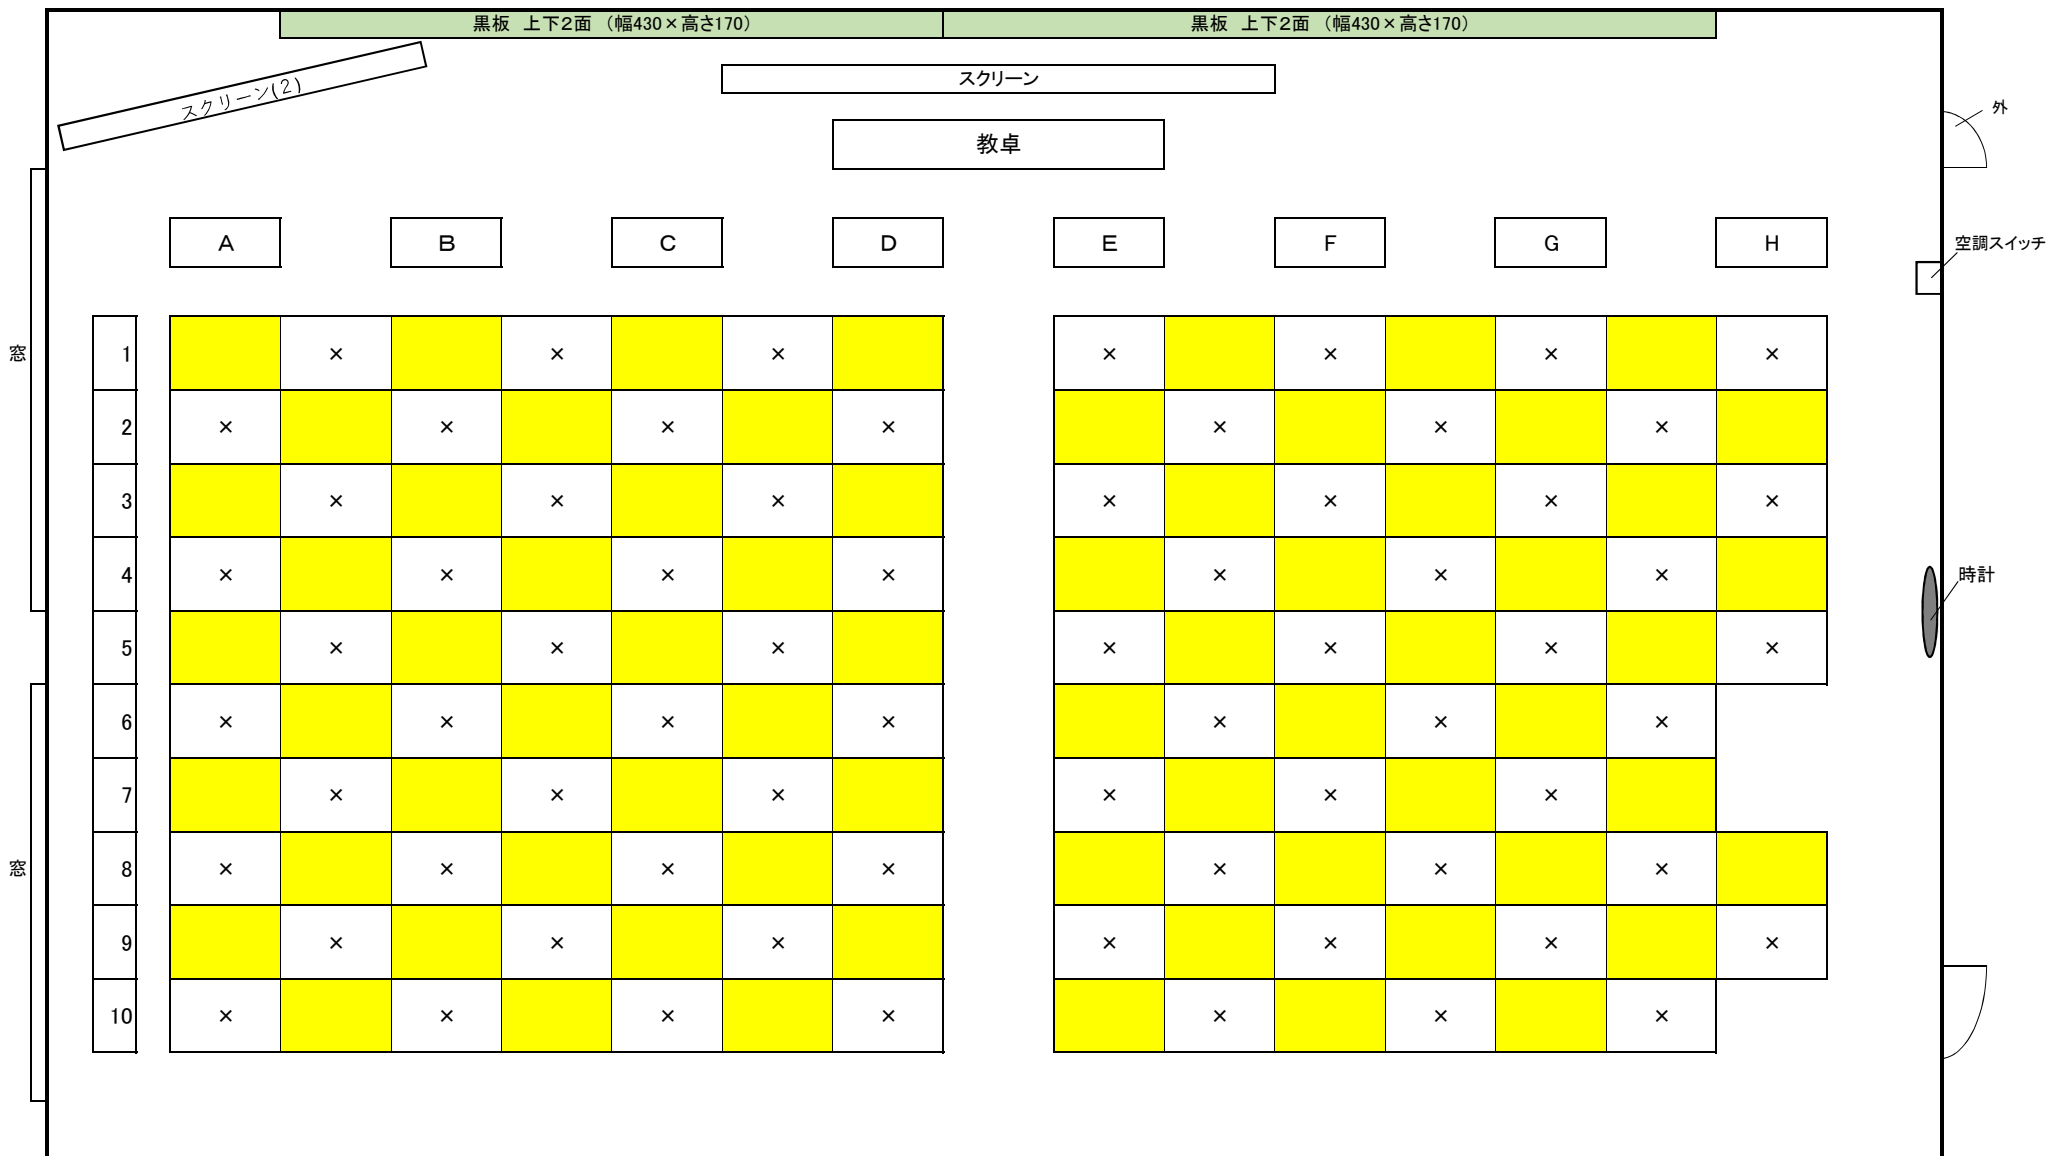 黒板　上下２面　（幅430×高さ170）
黒板　上下２面　（幅430×高さ170）
スクリーン(2)
スクリーン
教卓
外
A B C D E F G H
空調スイッチ
窓
1 × × × × × × ×
2 × × × × × × ×
3 × × × × × × ×
4 × × × × × × ×
時計
5 × × × × × × ×
6 × × × × × × ×
7 × × × × × ×
窓
8 × × × × × × ×
9 × × × × × × ×
10 × × × × × × ×